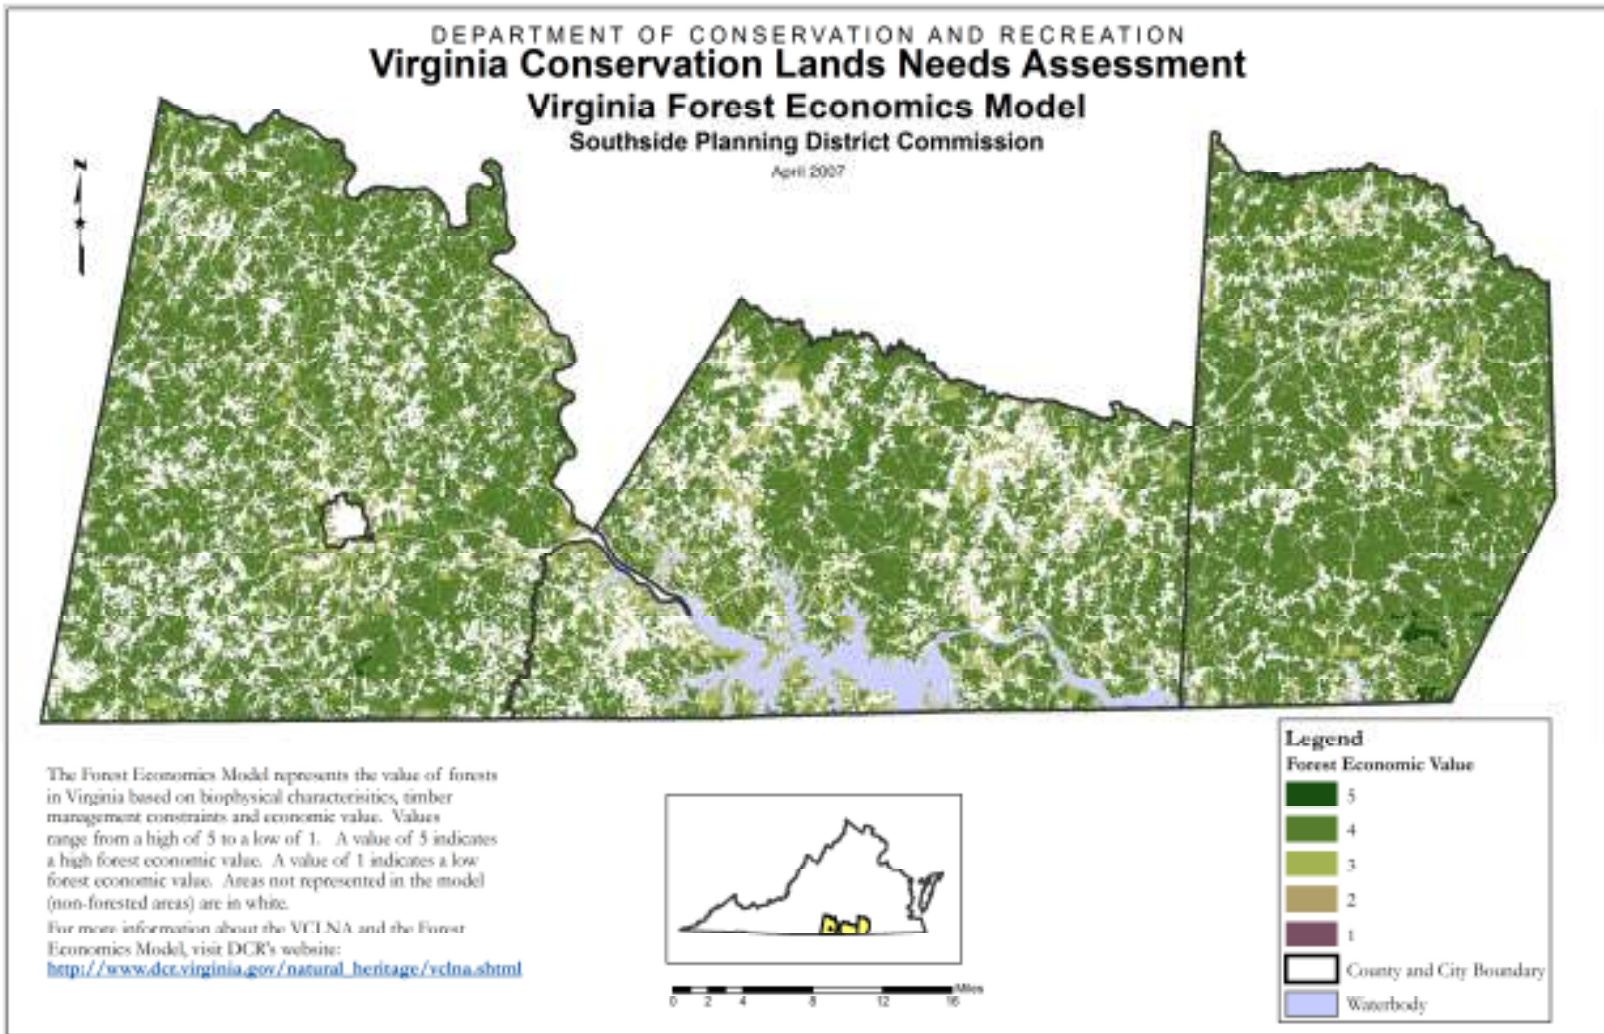 DEPARTMENT OF CONSERVATION AND RECREATION
Virginia Conservation Lands Needs Assessment
Virginia Forest Economics Model
Southside Planning District Commission
April 2007
N
The Forest Economics Model represents the value of forests
in Virginia based on biophysical characterisitics, timber
management constraints and economic value. Values
range from a high of 5 to a low of 1. A value of 5 indicates
a high forest economic value. A value of 1 indicates a low
forest economic value. Areas not represented in the model
(non-forested areas) are in white.
For more information about the VCLNA and the Forest
Economics Model, visit DCR's website:
http://www.dcr.virginia.gov/natural_heritage/vclna.shtml
Miles
0 2 4 8 12 16
Legend
Forest Economic Value
5
4
3
2
1
County and City Boundary
Waterbody